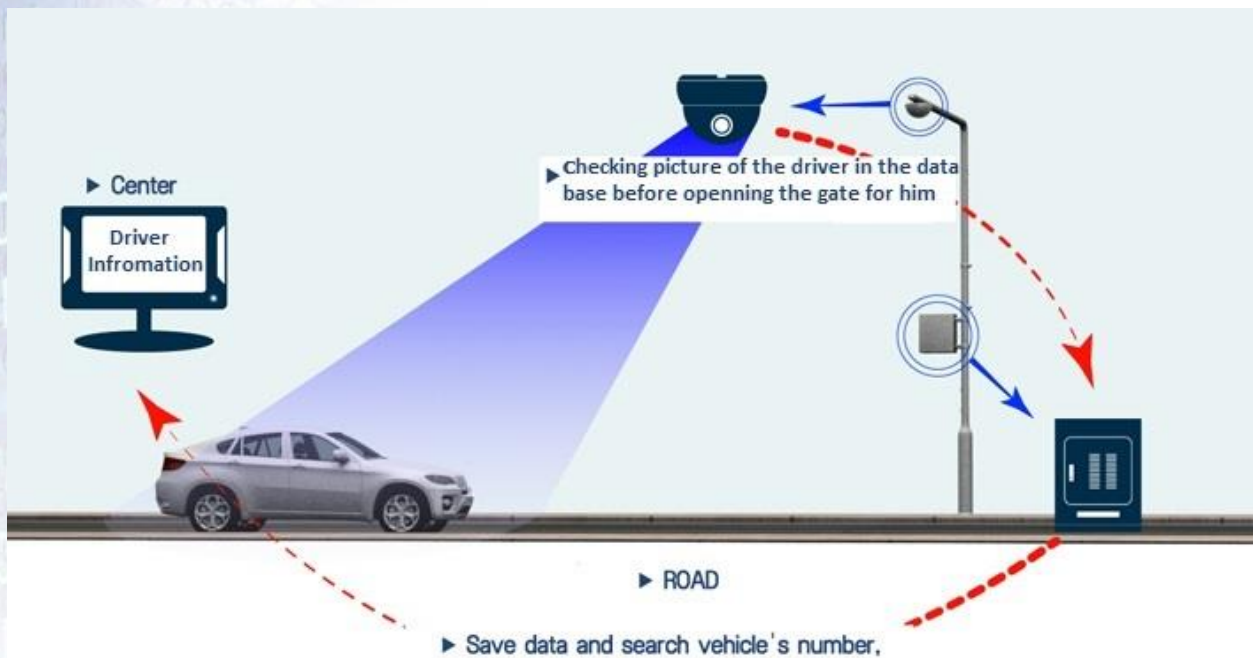 ▶ Center
Driver
Infromation
▶ Checking picture of the driver in the data
base before openning the gate for him
▶ ROAD
▶ Save data and search vehicle's number,